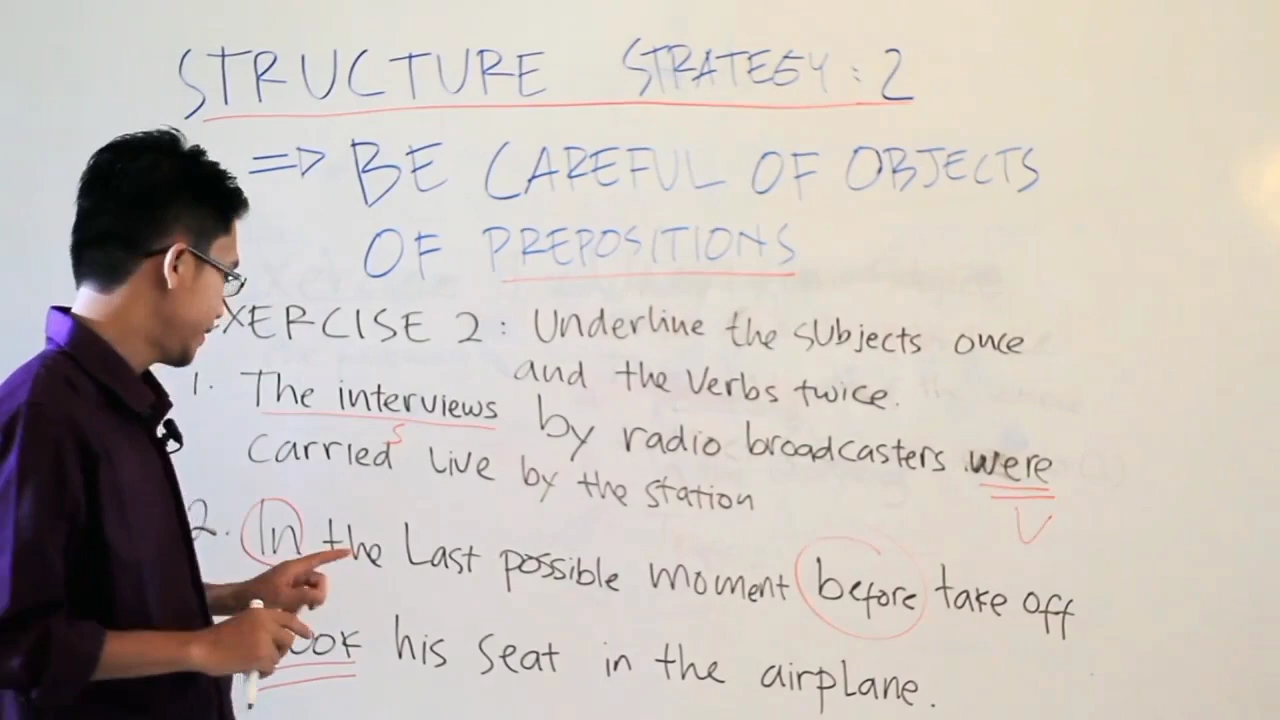 STRUCTURE STRATEGY : 2
=> BE CAREFUL OF OBJECTS
OF PREPOSITIONS
EXERCISE 2 : Underline the subjects once
and the verbs twice.
1. The interviews by radio broadcasters were
S
carried live by the station
V
2. In the Last possible moment before take off
his seat in the airplane.